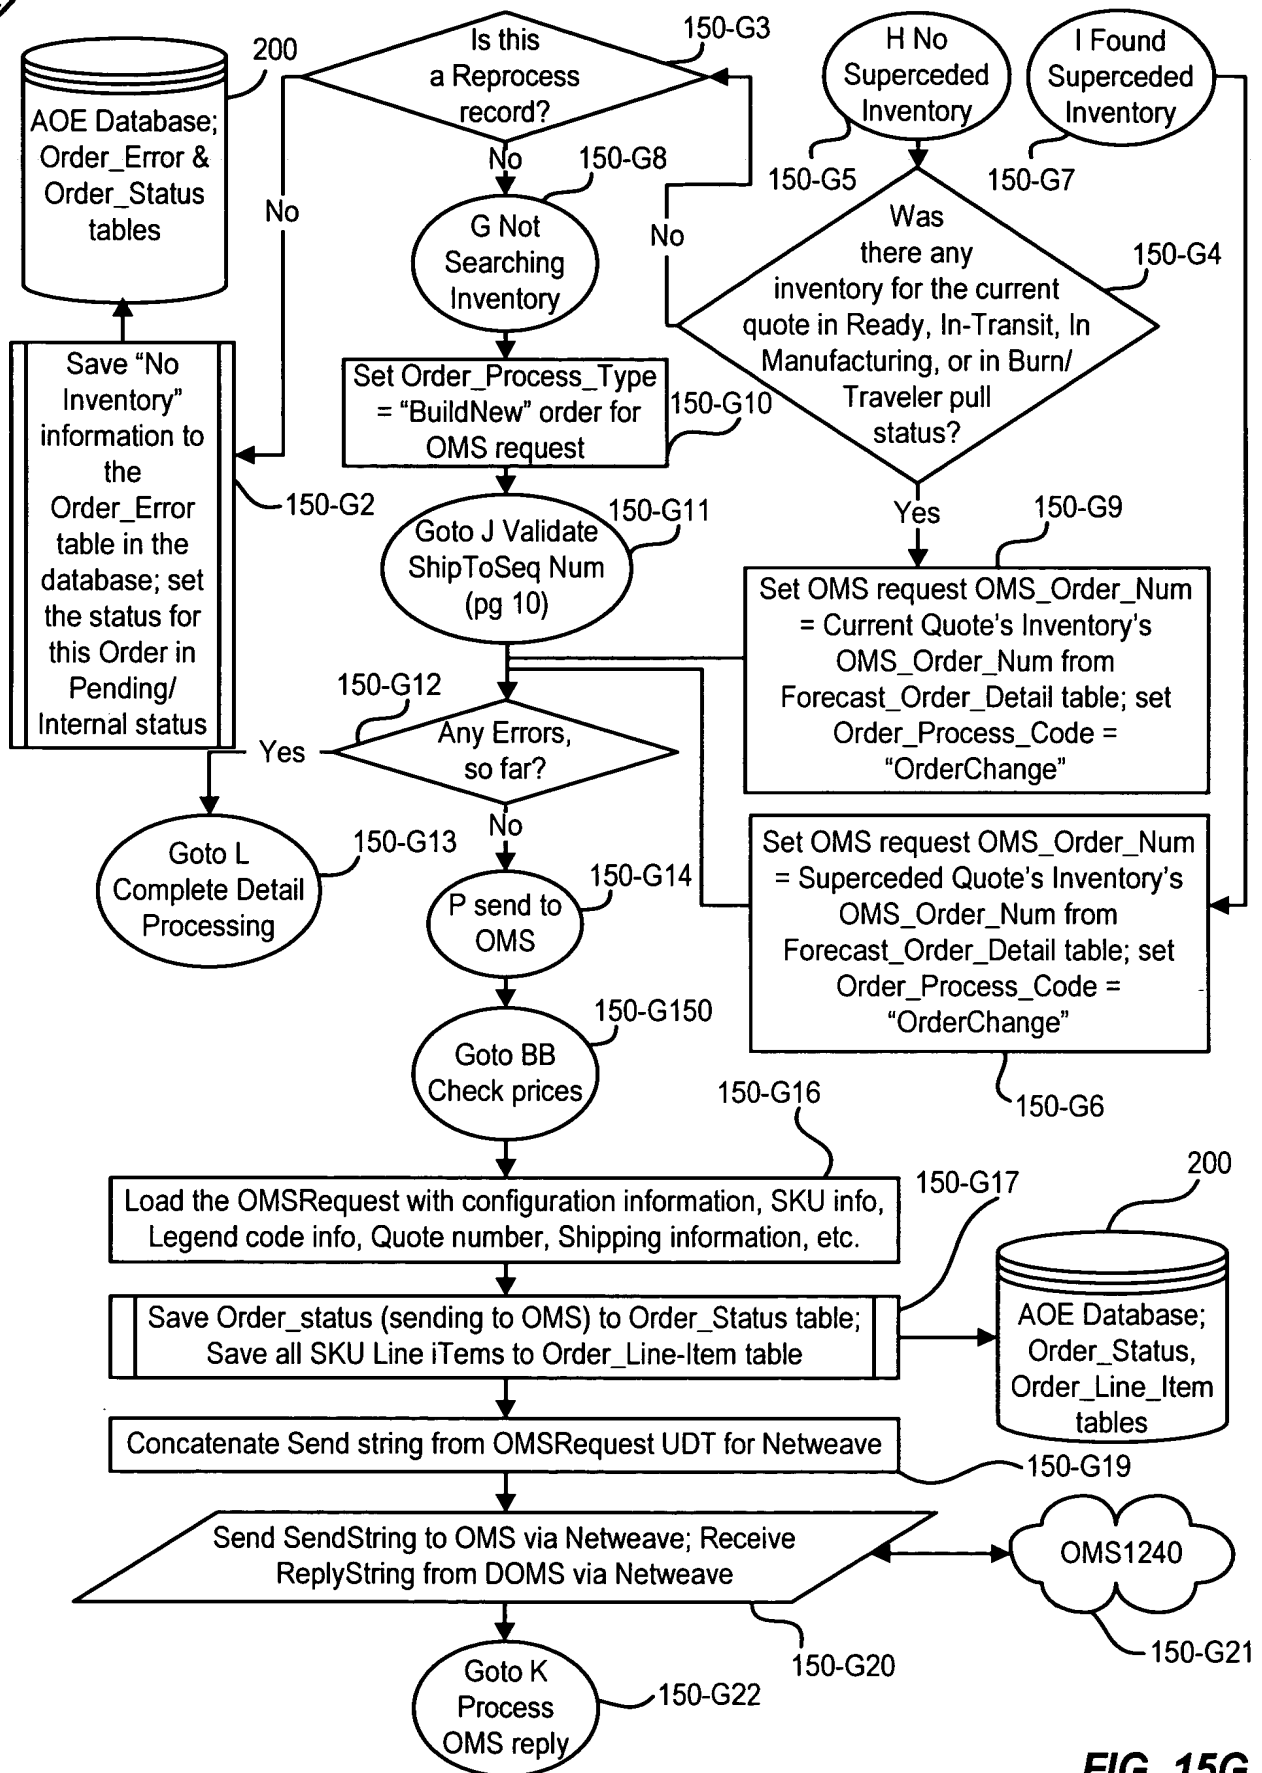 Is this
a Reprocess
record?
150-G3
H No
Superceded
Inventory
I Found
Superceded
Inventory
200
AOE Database;
Order_Error &
Order_Status
tables
No
No
150-G8
150-G5
150-G7
G Not
Searching
Inventory
No
Was
there any
inventory for the current
quote in Ready, In-Transit, In
Manufacturing, or in Burn/
Traveler pull
status?
150-G4
Save “No
Inventory”
information to
the
Order_Error
table in the
database; set
the status for
this Order in
Pending/
Internal status
150-G2
Set Order_Process_Type
= “BuildNew” order for
OMS request
150-G10
Goto J Validate
ShipToSeq Num
(pg 10)
150-G11
Yes
150-G9
Set OMS request OMS_Order_Num
= Current Quote's Inventory's
OMS_Order_Num from
Forecast_Order_Detail table; set
Order_Process_Code =
“OrderChange”
150-G12
Any Errors,
so far?
Yes
No
Goto L
Complete Detail
Processing
150-G13
P send to
OMS
150-G14
Set OMS request OMS_Order_Num
= Superceded Quote's Inventory's
OMS_Order_Num from
Forecast_Order_Detail table; set
Order_Process_Code =
“OrderChange”
150-G6
Goto BB
Check prices
150-G150
150-G16
Load the OMSRequest with configuration information, SKU info,
Legend code info, Quote number, Shipping information, etc.
150-G17
200
Save Order_status (sending to OMS) to Order_Status table;
Save all SKU Line iTems to Order_Line-Item table
AOE Database;
Order_Status,
Order_Line_Item
tables
Concatenate Send string from OMSRequest UDT for Netweave
150-G19
Send SendString to OMS via Netweave; Receive
ReplyString from DOMS via Netweave
OMS1240
150-G20
150-G21
Goto K
Process
OMS reply
150-G22
FIG. 15G